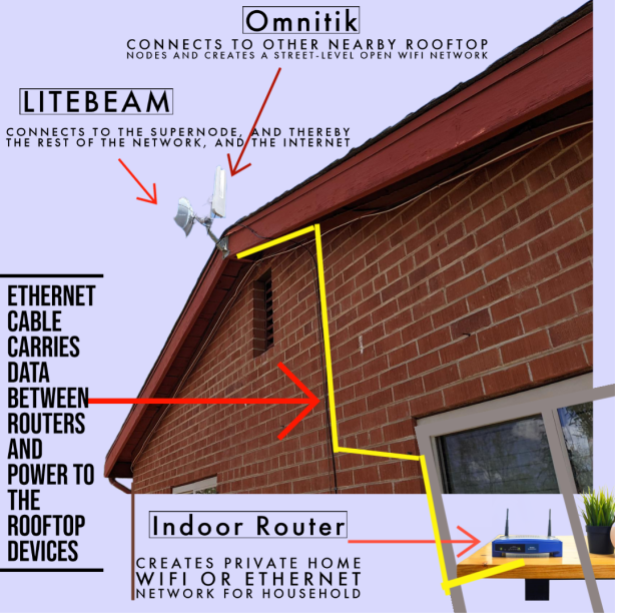 Omnitik
CONNECTS TO OTHER NEARBY ROOFTOP
NODES AND CREATES A STREET-LEVEL OPEN WIFI NETWORK
LITEBEAM
CONNECTS TO THE SUPERNODE, AND THEREBY
THE REST OF THE NETWORK, AND THE INTERNET
ETHERNET
CABLE
CARRIES
DATA
BETWEEN
ROUTERS
AND
POWER TO
THE
ROOFTOP
DEVICES
Indoor Router
CREATES PRIVATE HOME
WIFI OR ETHERNET
NETWORK FOR HOUSEHOLD